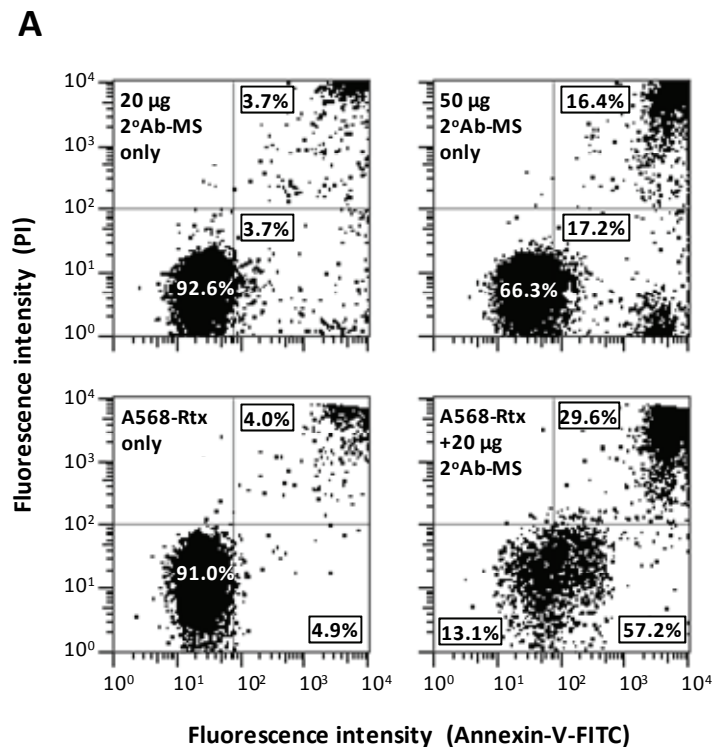 A
20 µg
2ºAb-MS
only
3.7%
3.7%
92.6%
50 µg
2ºAb-MS
only
16.4%
17.2%
66.3%
10⁴
10³
10²
10¹
10⁰
A568-Rtx
only
4.0%
91.0%
4.9%
A568-Rtx
+20 µg
2ºAb-MS
29.6%
13.1%
57.2%
10⁴
10³
10²
10¹
10⁰
10⁰ 10¹ 10² 10³ 10⁴
10⁰ 10¹ 10² 10³ 10⁴
Fluorescence intensity (PI)
Fluorescence intensity (Annexin-V-FITC)